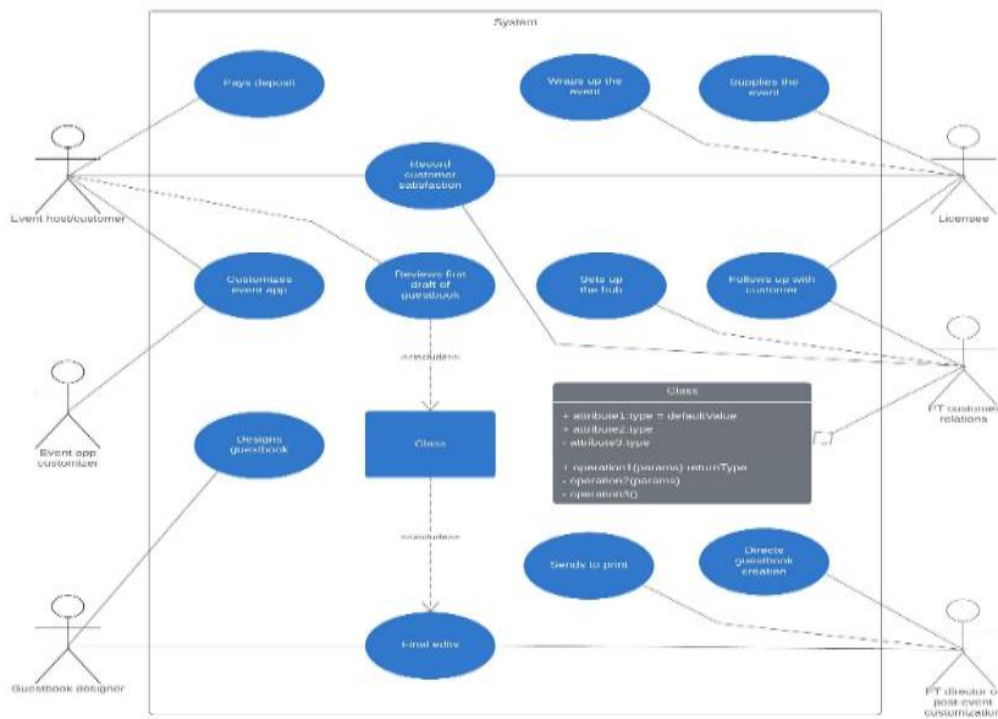 System
Pays deposit
Wraps up the
event
Supplies the
event
Record
customer
satisfaction
Event host/customer
Licensee
Customizes
event app
Reviews first
draft of
guestbook
Sets up
the hub
Follows up with
customer
<<include>>
Class
+ attribute1:type = defaultValue
+ attribute2:type
- attribute3:type
+ operation1(params):returnType
- operation2(params)
- operation3()
PT customer
relations
Event app
customizer
Designs
guestbook
Class
<<include>>
Sends to print
Directs
guestbook
creation
Final edits
Guestbook designer
PT director o
post-event
customization